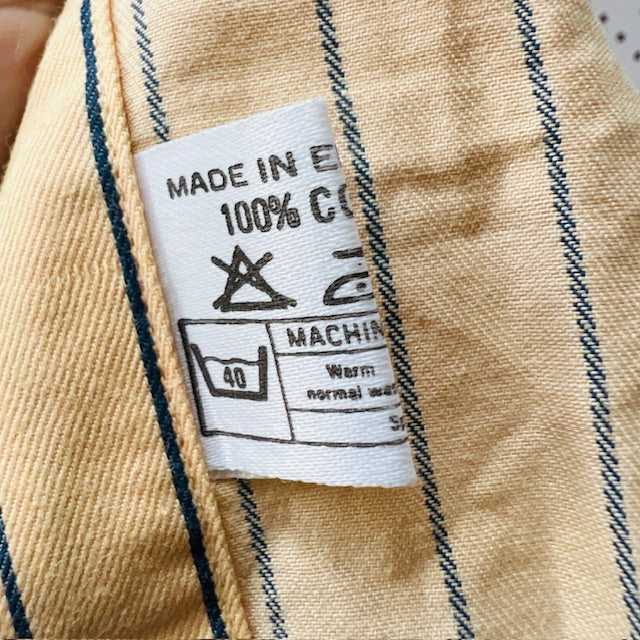 MADE IN E
100% CO
MACHIN
40
Warm
normal wa
S